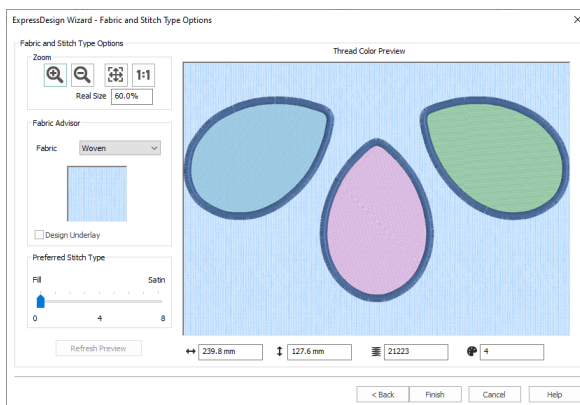 ExpressDesign Wizard - Fabric and Stitch Type Options
Fabric and Stitch Type Options
Zoom
1:1
Real Size 60.0%
Thread Color Preview
Fabric Advisor
Fabric Woven
Design Underlay
Preferred Stitch Type
Fill Satin
0 4 8
Refresh Preview
239.8 mm 127.6 mm 21223 4
< Back Finish Cancel Help